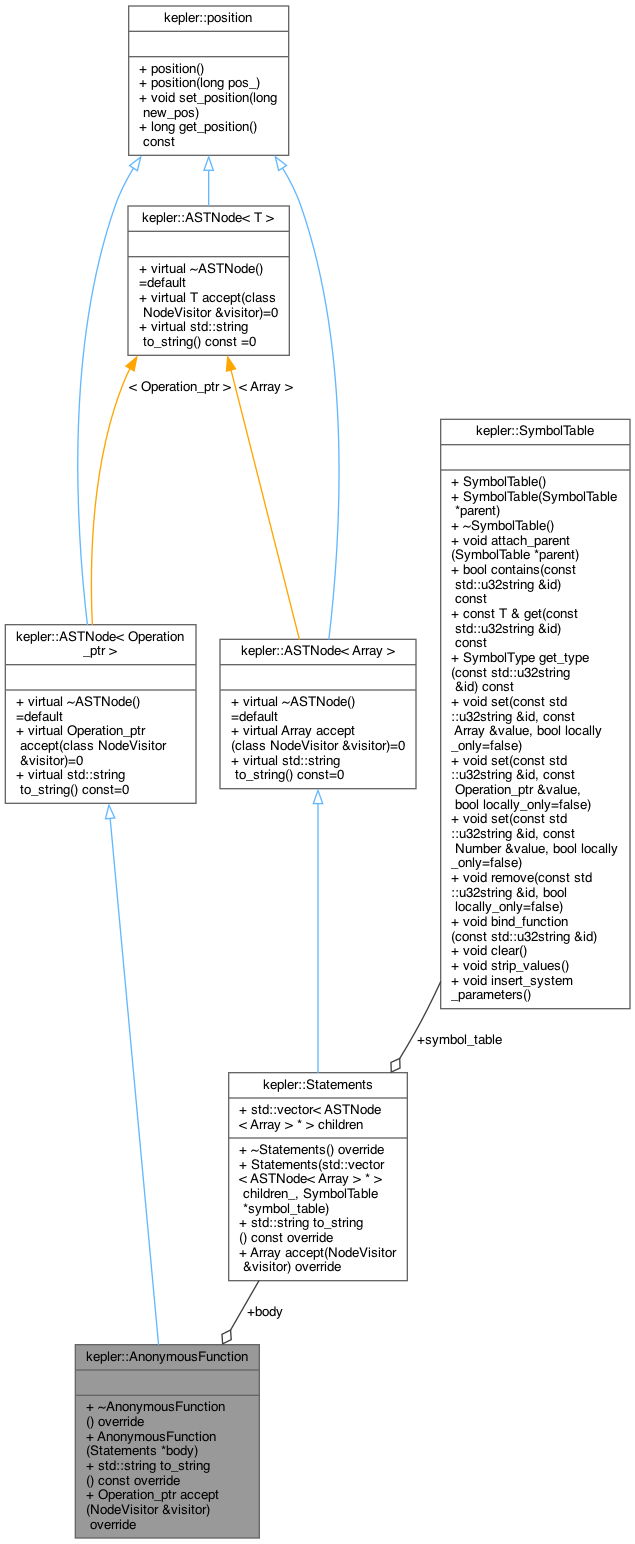 kepler::position
+ position()
+ position(long pos_)
+ void set_position(long
new_pos)
+ long get_position()
const
kepler::ASTNode< T >
+ virtual ~ASTNode()
=default
+ virtual T accept(class
NodeVisitor &visitor)=0
+ virtual std::string
to_string() const =0
< Operation_ptr >
< Array >
kepler::SymbolTable
+ SymbolTable()
+ SymbolTable(SymbolTable
*parent)
+ ~SymbolTable()
+ void attach_parent
(SymbolTable *parent)
+ bool contains(const
std::u32string &id)
const
+ const T & get(const
std::u32string &id)
const
+ SymbolType get_type
(const std::u32string
&id) const
+ void set(const std
::u32string &id, const
Array &value, bool locally
_only=false)
+ void set(const std
::u32string &id, const
Operation_ptr &value,
bool locally_only=false)
+ void set(const std
::u32string &id, const
Number &value, bool locally
_only=false)
+ void remove(const std
::u32string &id, bool
locally_only=false)
+ void bind_function
(const std::u32string &id)
+ void clear()
+ void strip_values()
+ void insert_system
_parameters()
kepler::ASTNode< Operation
_ptr >
+ virtual ~ASTNode()
=default
+ virtual Operation_ptr
accept(class NodeVisitor
&visitor)=0
+ virtual std::string
to_string() const=0
kepler::ASTNode< Array >
+ virtual ~ASTNode()
=default
+ virtual Array accept
(class NodeVisitor &visitor)=0
+ virtual std::string
to_string() const=0
+symbol_table
kepler::Statements
+ std::vector< ASTNode
< Array > * > children
+ ~Statements() override
+ Statements(std::vector
< ASTNode< Array > * >
children_, SymbolTable
*symbol_table)
+ std::string to_string
() const override
+ Array accept(NodeVisitor
&visitor) override
+body
kepler::AnonymousFunction
+ ~AnonymousFunction
() override
+ AnonymousFunction
(Statements *body)
+ std::string to_string
() const override
+ Operation_ptr accept
(NodeVisitor &visitor)
override